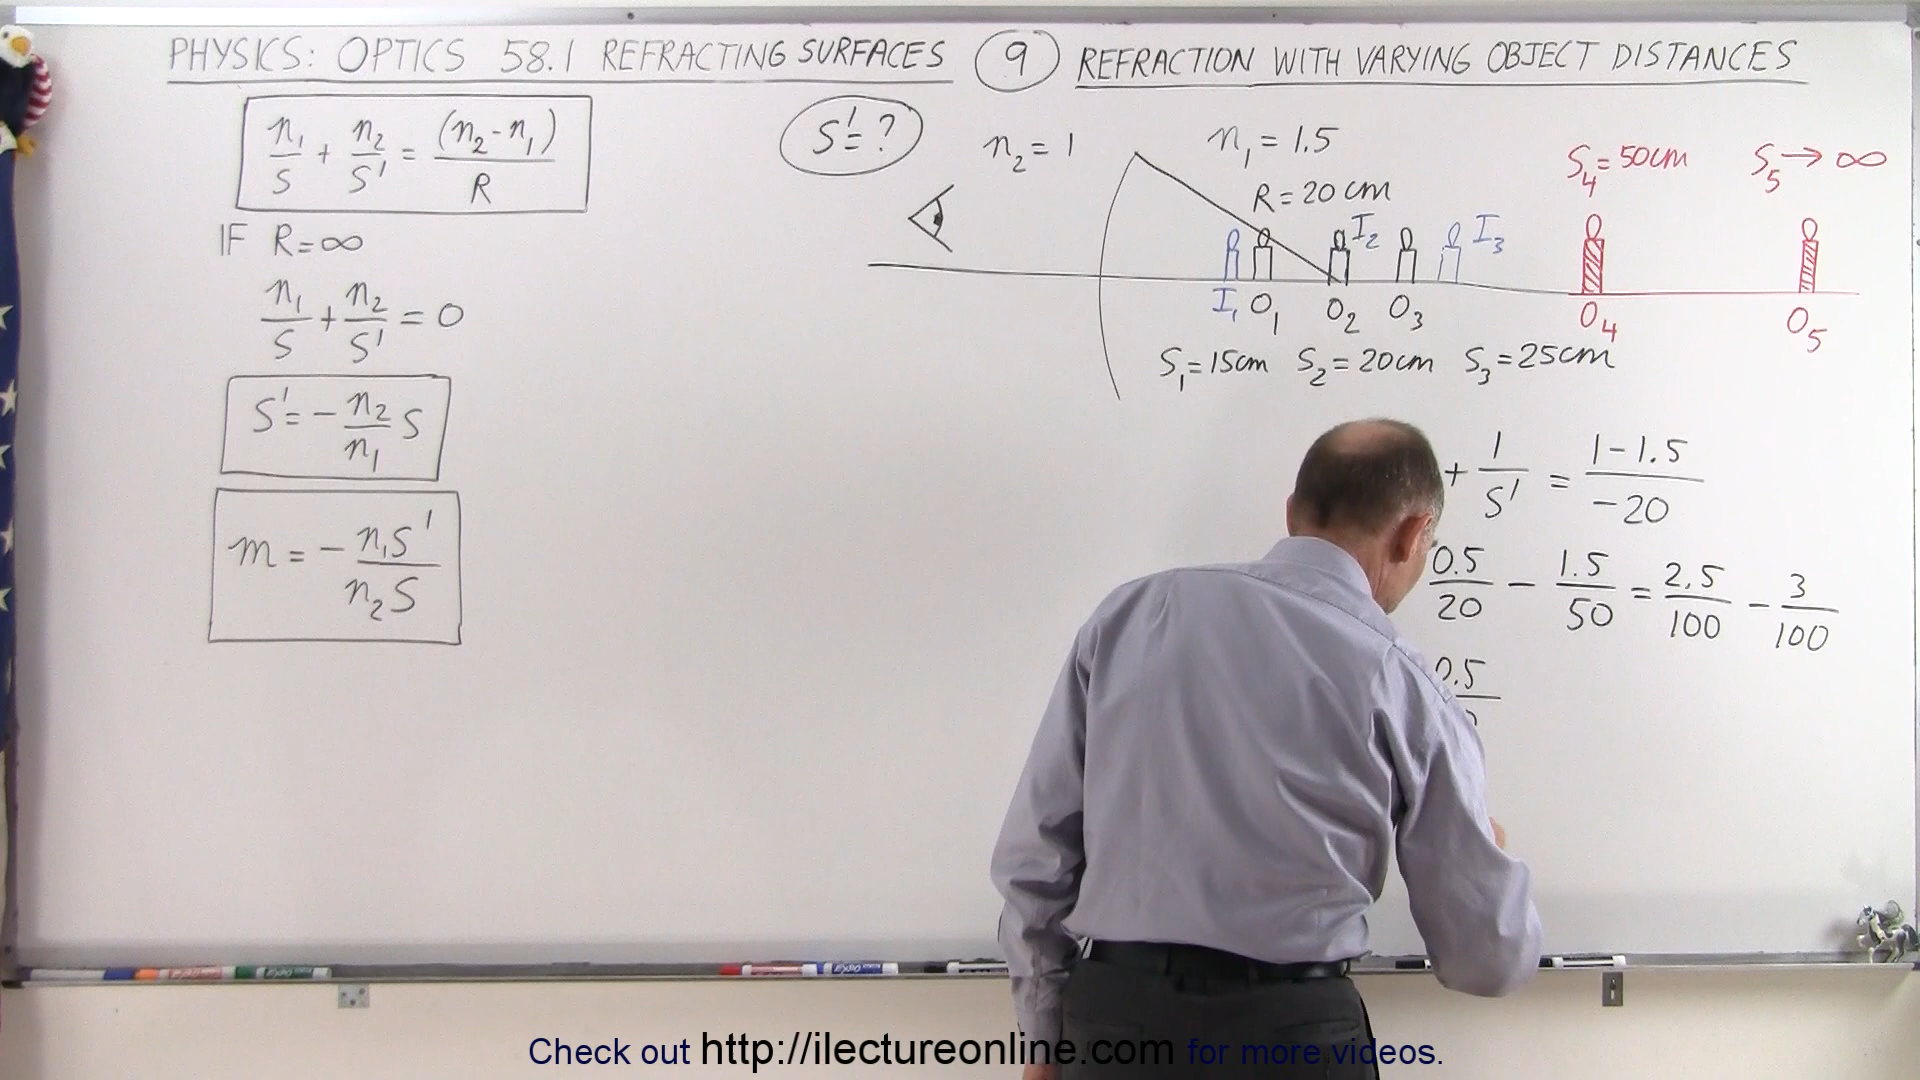 PHYSICS: OPTICS 58.1 REFRACTING SURFACES 9 REFRACTION WITH VARYING OBJECT DISTANCES
n₁/S + n₂/S' = (n₂-n₁)/R
IF R=∞
n₁/S + n₂/S' = 0
S' = - n₂/n₁ S
m = - n₁S'/n₂S
S' = ?
n₂ = 1
n₁ = 1.5
R = 20 cm
S₄ = 50cm
S₅ → ∞
I₂
I₃
I₁ O₁ O₂ O₃ O₄ O₅
S₁ = 15cm S₂ = 20cm S₃ = 25cm
+ 1/S' = 1-1.5/-20
0.5/20 - 1.5/50 = 2.5/100 - 3/100
0.5
Check out http://ilectureonline.com for more videos.